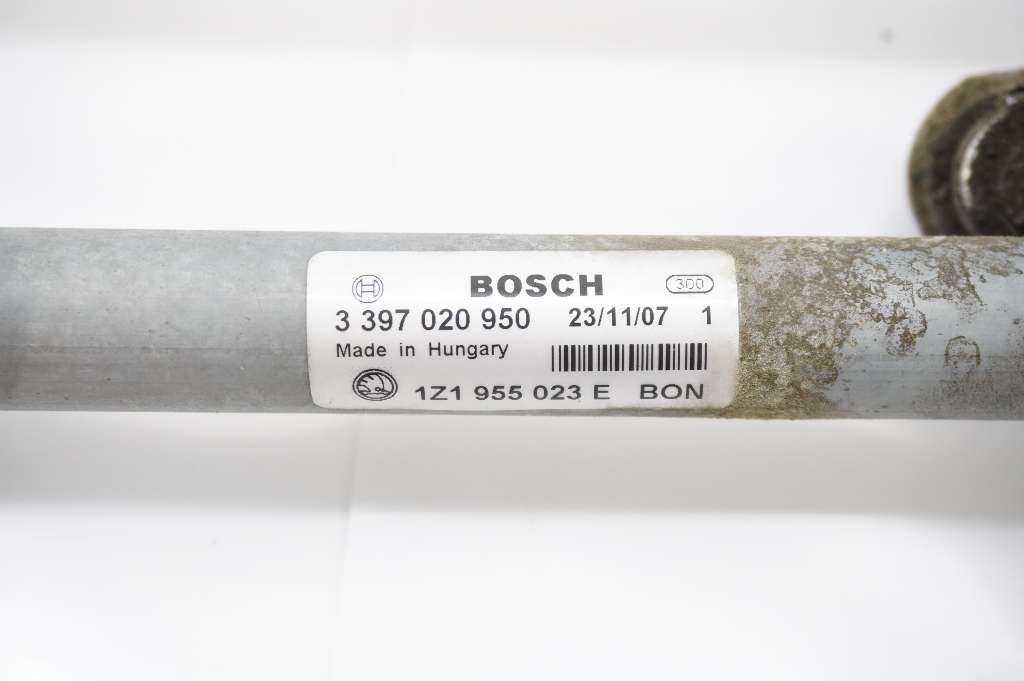 BOSCH 300
3 397 020 950 23/11/07 1
Made in Hungary
1Z1 955 023 E BON